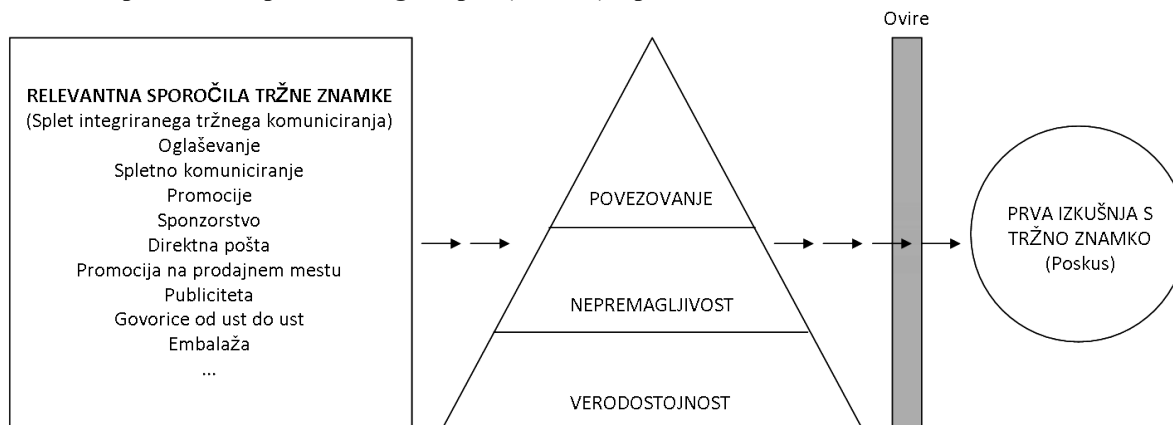 Ovire
RELEVANTNA SPOROČILA TRŽNE ZNAMKE
(Splet integriranega tržnega komuniciranja)
Oglaševanje
Spletno komuniciranje
Promocije
Sponzorstvo
Direktna pošta
Promocija na prodajnem mestu
Publiciteta
Govorice od ust do ust
Embalaža
...
POVEZOVANJE
NEPREMAGLJIVOST
VERODOSTOJNOST
PRVA IZKUŠNJA S
TRŽNO ZNAMKO
(Poskus)